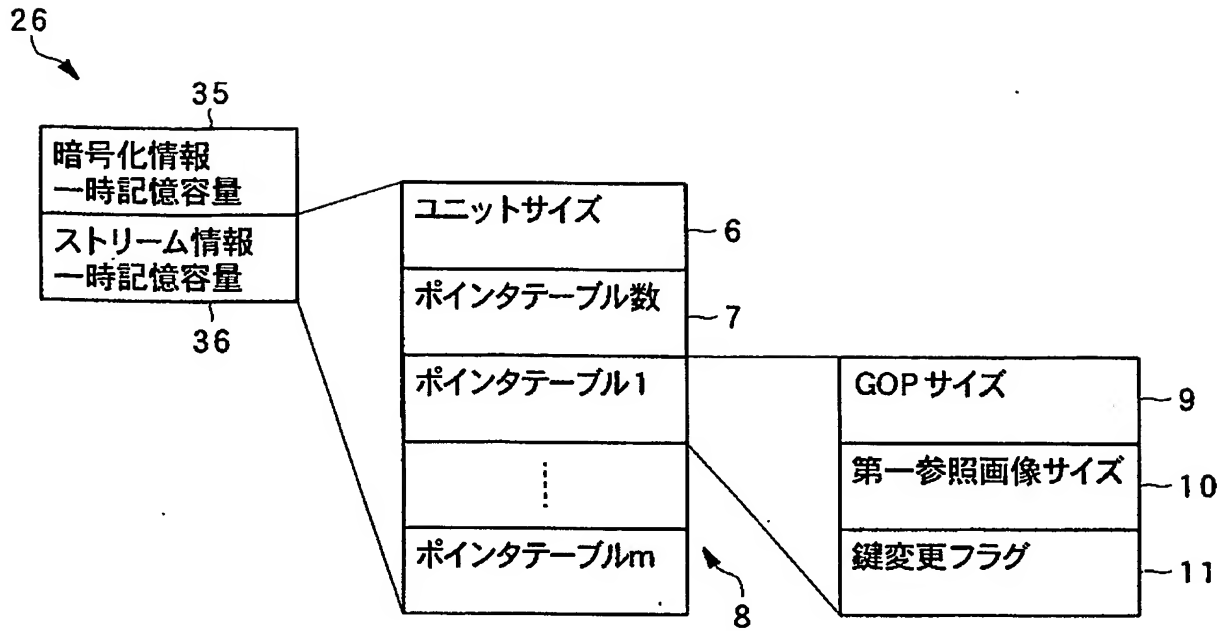 26
35
暗号化情報
一時記憶容量
ストリーム情報
一時記憶容量
36
ユニットサイズ
6
ポインタテーブル数
7
ポインタテーブル1
ポインタテーブルm
8
GOPサイズ
9
第一参照画像サイズ
10
鍵変更フラグ
11